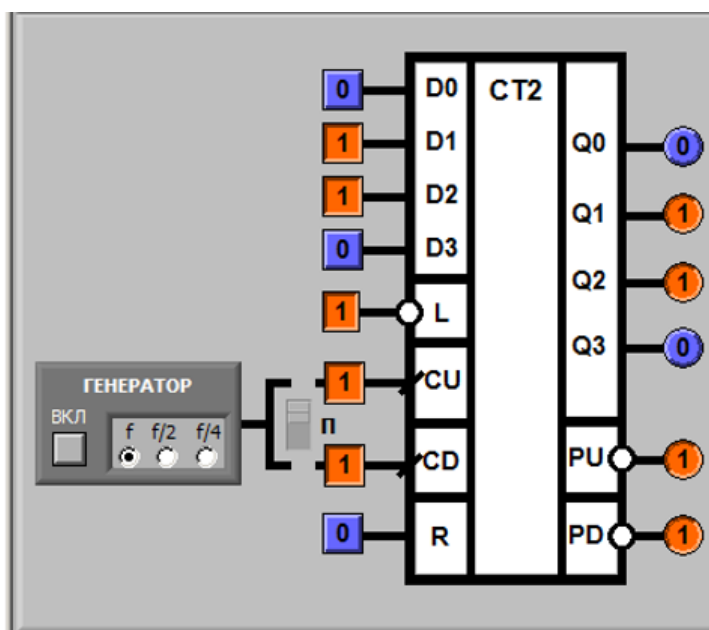 0 D0 CT2
1 D1 Q0 0
1 D2 Q1 1
0 D3 Q2 1
1 L Q3 0
ГЕНЕРАТОР
ВКЛ f f/2 f/4
1 CU
П
1 CD PU 1
0 R PD 1